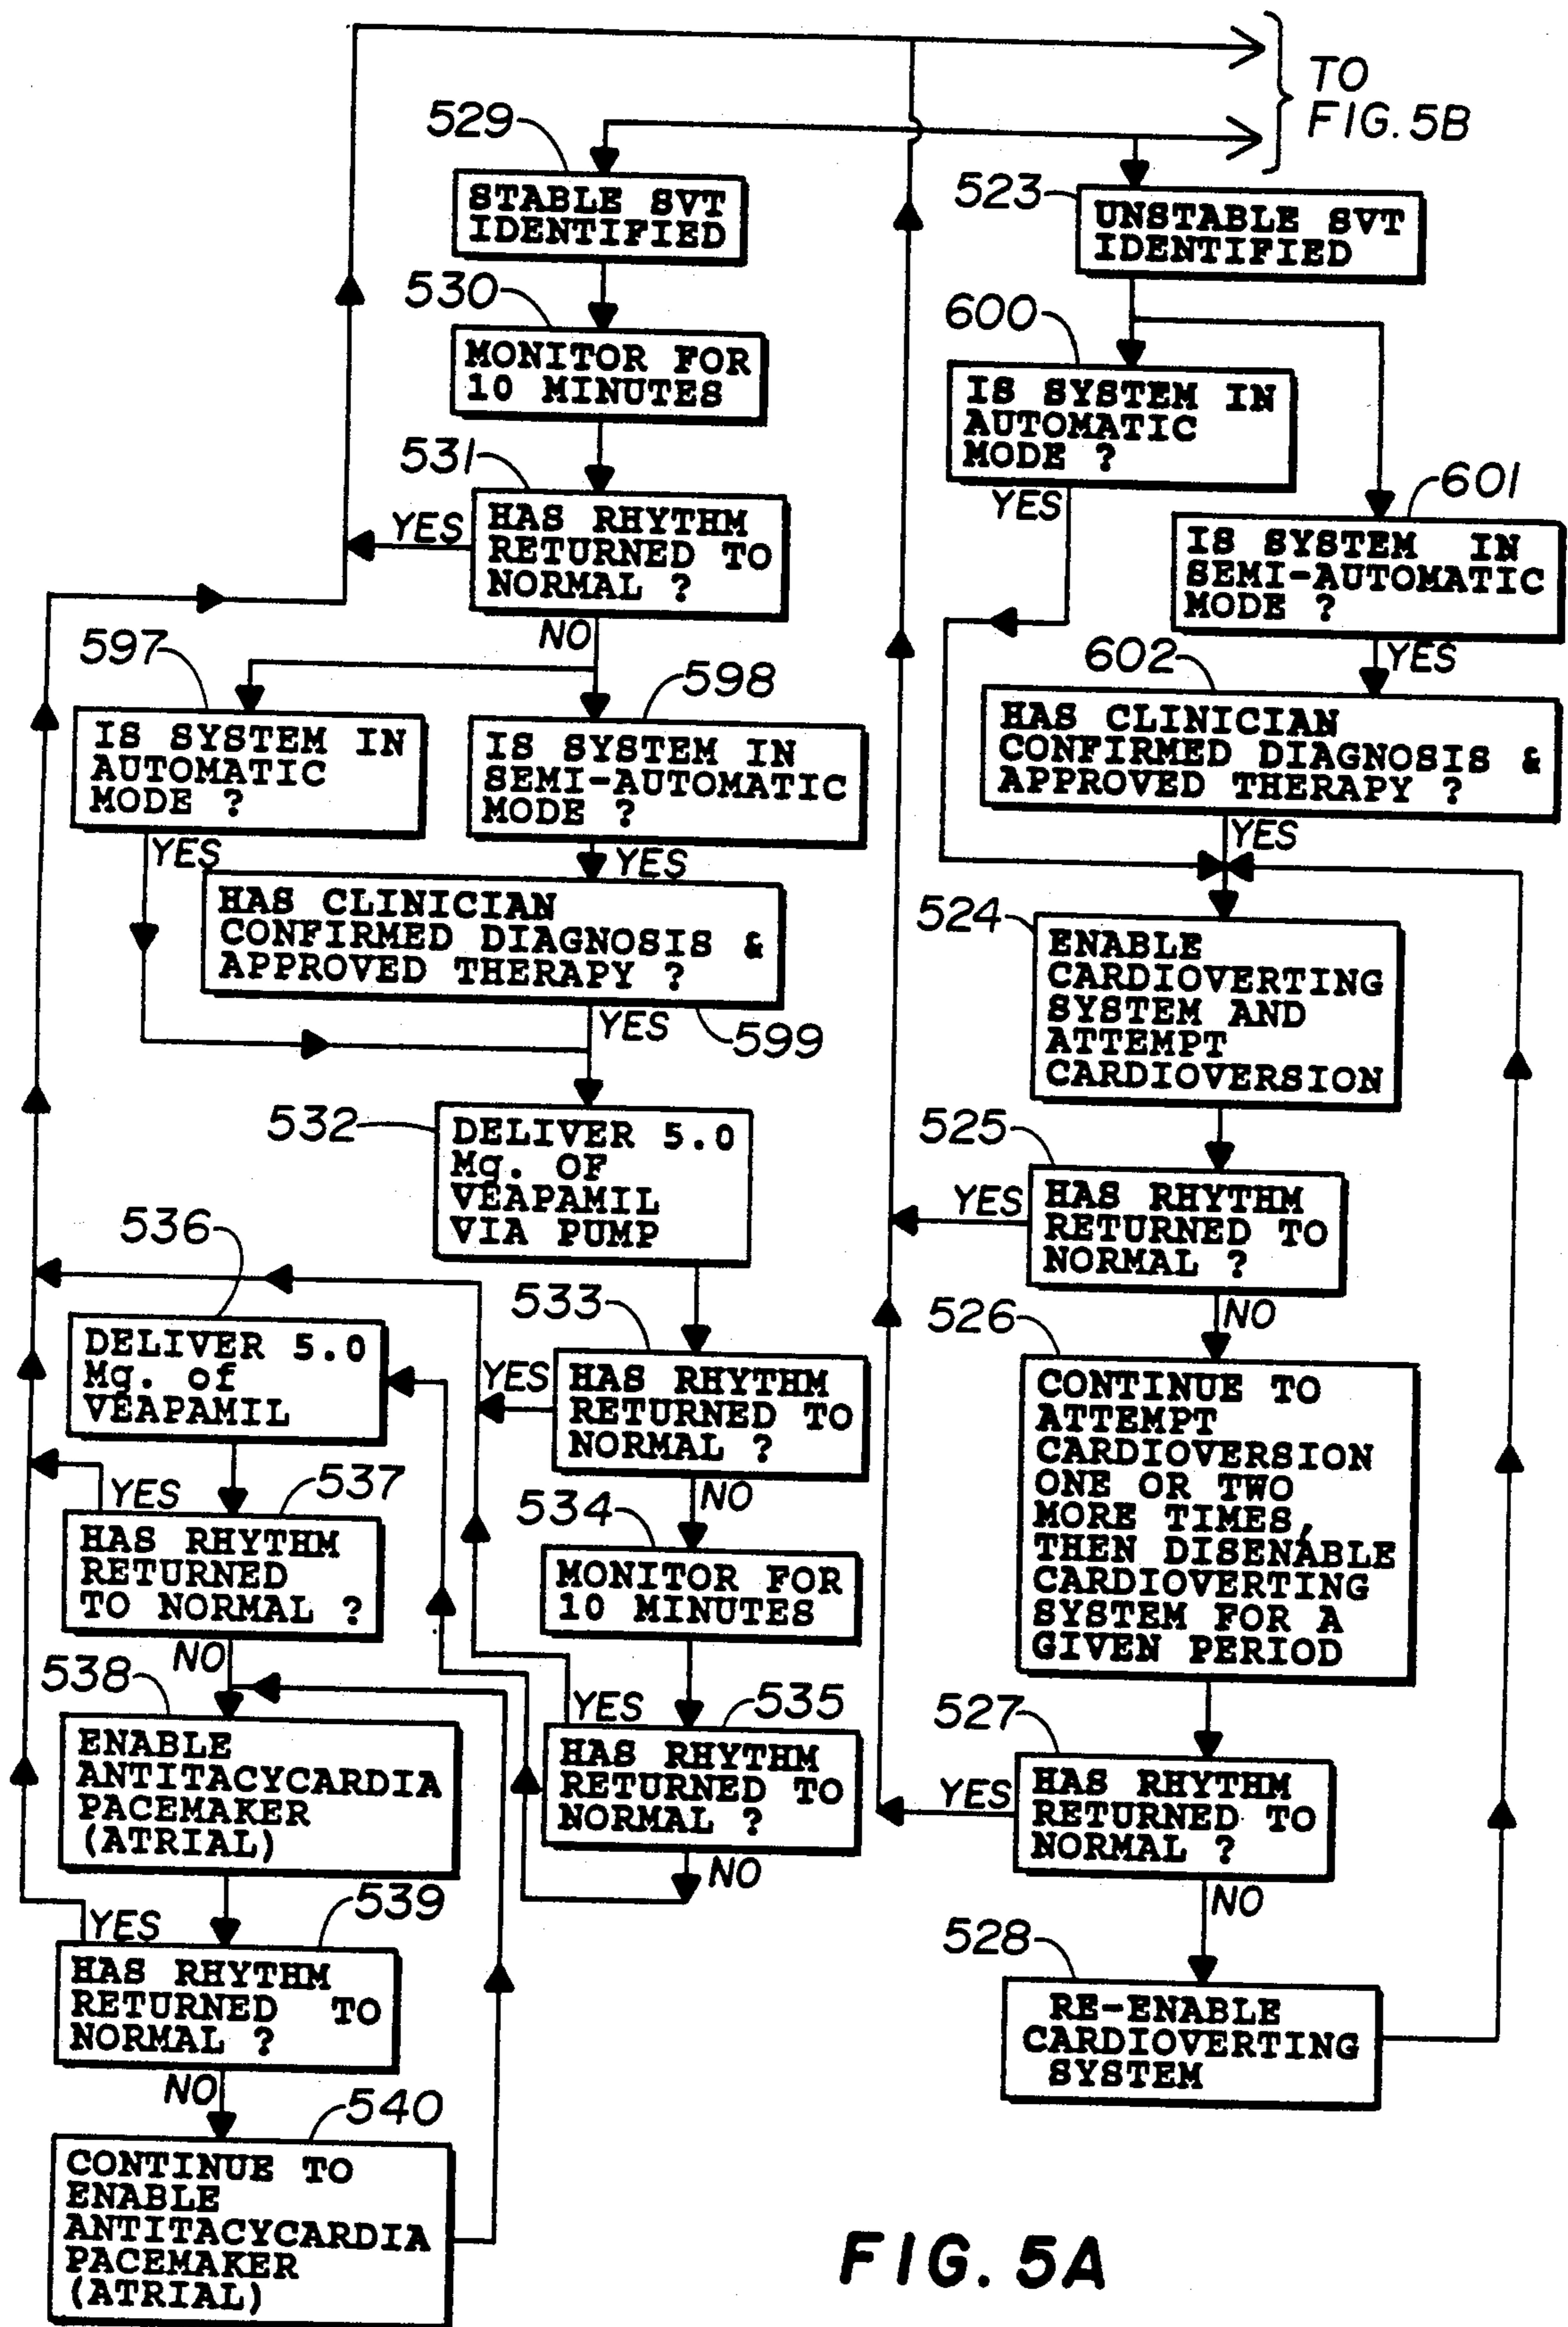 TO
FIG. 5B
529
STABLE SVT
IDENTIFIED
530
MONITOR FOR
10 MINUTES
531
HAS RHYTHM
RETURNED TO
NORMAL ?
YES
NO
597
IS SYSTEM IN
AUTOMATIC
MODE ?
YES
598
IS SYSTEM IN
SEMI-AUTOMATIC
MODE ?
YES
HAS CLINICIAN
CONFIRMED DIAGNOSIS &
APPROVED THERAPY ?
YES
599
532
DELIVER 5.0
Mg. OF
VEAPAMIL
VIA PUMP
533
HAS RHYTHM
RETURNED TO
NORMAL ?
YES
NO
534
MONITOR FOR
10 MINUTES
YES
535
HAS RHYTHM
RETURNED TO
NORMAL ?
NO
536
DELIVER 5.0
Mg. of
VEAPAMIL
YES
537
HAS RHYTHM
RETURNED
TO NORMAL ?
NO
538
ENABLE
ANTITACYCARDIA
PACEMAKER
(ATRIAL)
YES
539
HAS RHYTHM
RETURNED TO
NORMAL ?
NO
540
CONTINUE TO
ENABLE
ANTITACYCARDIA
PACEMAKER
(ATRIAL)
523
UNSTABLE SVT
IDENTIFIED
600
IS SYSTEM IN
AUTOMATIC
MODE ?
YES
601
IS SYSTEM IN
SEMI-AUTOMATIC
MODE ?
YES
602
HAS CLINICIAN
CONFIRMED DIAGNOSIS &
APPROVED THERAPY ?
YES
524
ENABLE
CARDIOVERTING
SYSTEM AND
ATTEMPT
CARDIOVERSION
525
YES
HAS RHYTHM
RETURNED TO
NORMAL ?
NO
526
CONTINUE TO
ATTEMPT
CARDIOVERSION
ONE OR TWO
MORE TIMES,
THEN DISENABLE
CARDIOVERTING
SYSTEM FOR A
GIVEN PERIOD
527
YES
HAS RHYTHM
RETURNED TO
NORMAL ?
NO
528
RE-ENABLE
CARDIOVERTING
SYSTEM
FIG. 5A